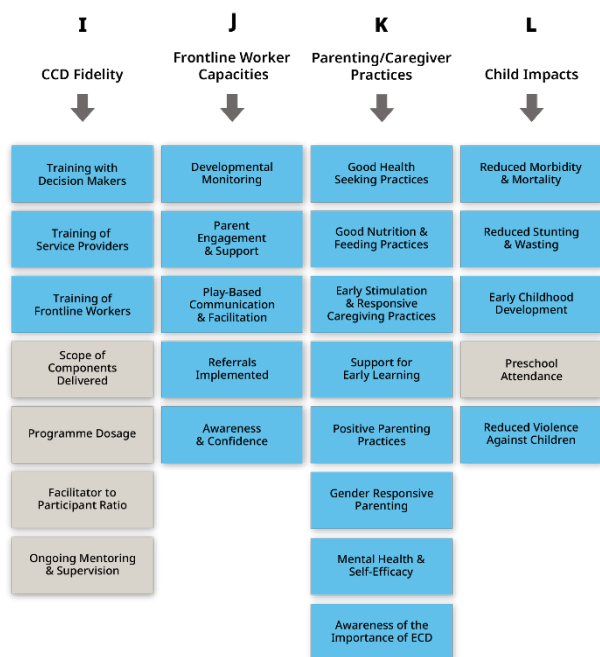 I
J
K
L
CCD Fidelity
Frontline Worker
Capacities
Parenting/Caregiver
Practices
Child Impacts
Training with
Decision Makers
Training of
Service Providers
Training of
Frontline Workers
Scope of
Components
Delivered
Programme Dosage
Facilitator to
Participant Ratio
Ongoing Mentoring
& Supervision
Developmental
Monitoring
Parent
Engagement
& Support
Play-Based
Communication
& Facilitation
Referrals
Implemented
Awareness
& Confidence
Good Health
Seeking Practices
Good Nutrition &
Feeding Practices
Early Stimulation
& Responsive
Caregiving Practices
Support for
Early Learning
Positive Parenting
Practices
Gender Responsive
Parenting
Mental Health &
Self-Efficacy
Awareness of the
Importance of ECD
Reduced Morbidity
& Mortality
Reduced Stunting
& Wasting
Early Childhood
Development
Preschool
Attendance
Reduced Violence
Against Children